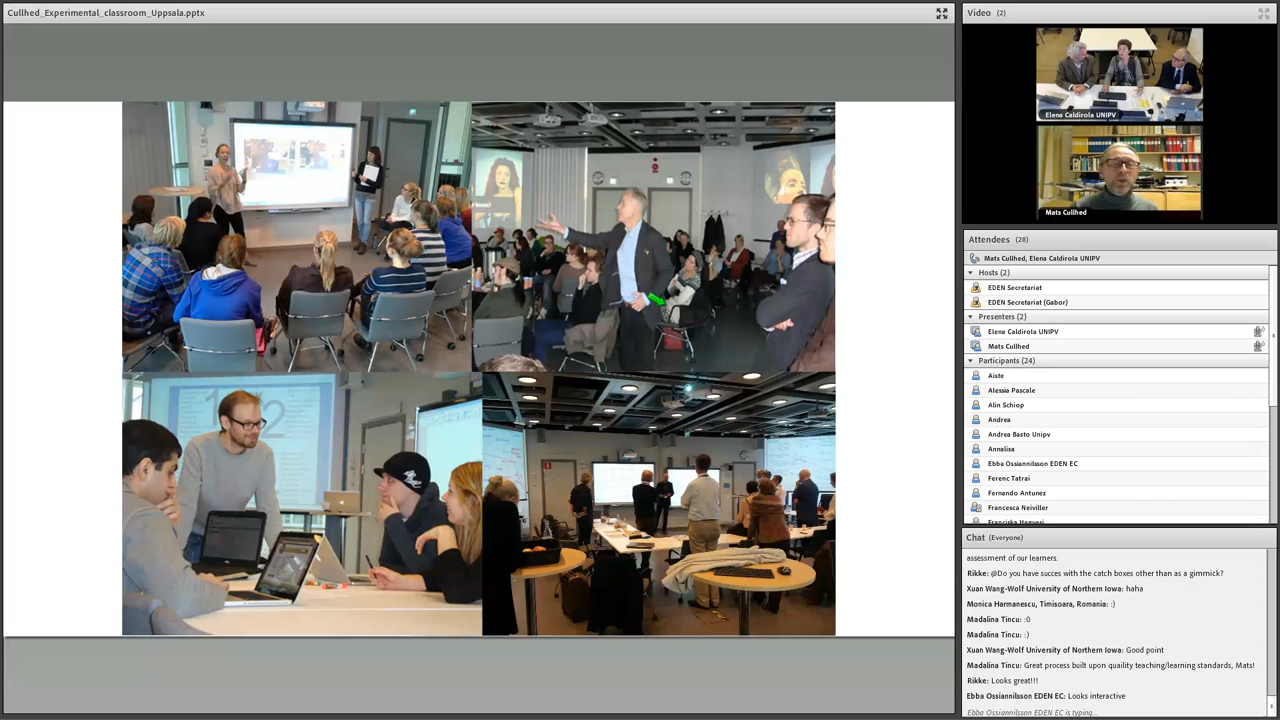 Cullhed_Experimental_classroom_Uppsala.pptx
Video (2)
Elena Caldirola UNIPV
Mats Cullhed
Attendees (28)
Mats Cullhed, Elena Caldirola UNIPV
Hosts (2)
EDEN Secretariat
EDEN Secretariat (Gabor)
Presenters (2)
Elena Caldirola UNIPV
Mats Cullhed
Participants (24)
Aiste
Alessia Pascale
Alin Schiop
Andrea
Andrea Basto Unipv
Annalisa
Ebba Ossiannilsson EDEN EC
Ferenc Tatrai
Fernando Antunez
Francesca Neiviller
Franciska Hegyesi
Chat (Everyone)
assessment of our learners.
Rikke: @Do you have succes with the catch boxes other than as a gimmick?
Xuan Wang-Wolf University of Northern Iowa: haha
Monica Harmanescu, Timisoara, Romania: :)
Madalina Tincu: :0
Madalina Tincu: :)
Xuan Wang-Wolf University of Northern Iowa: Good point
Madalina Tincu: Great process built upon quaility teaching/learning standards, Mats!
Rikke: Looks great!!!
Ebba Ossiannilsson EDEN EC: Looks interactive
Ebba Ossiannilsson EDEN EC is typing...